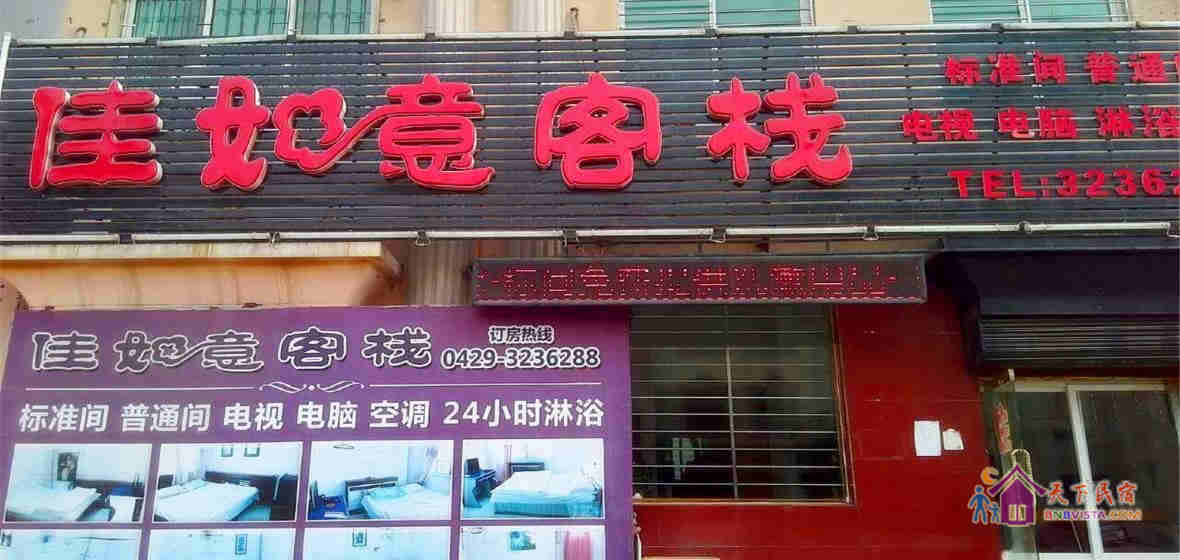 佳如意客栈
标准间 普通
电视 电脑 淋浴
TEL:32362
佳如意客栈
订房热线
0429-3236288
标准间 普通间 电视 电脑 空调 24小时淋浴
天下民宿
BNBVISTA.COM